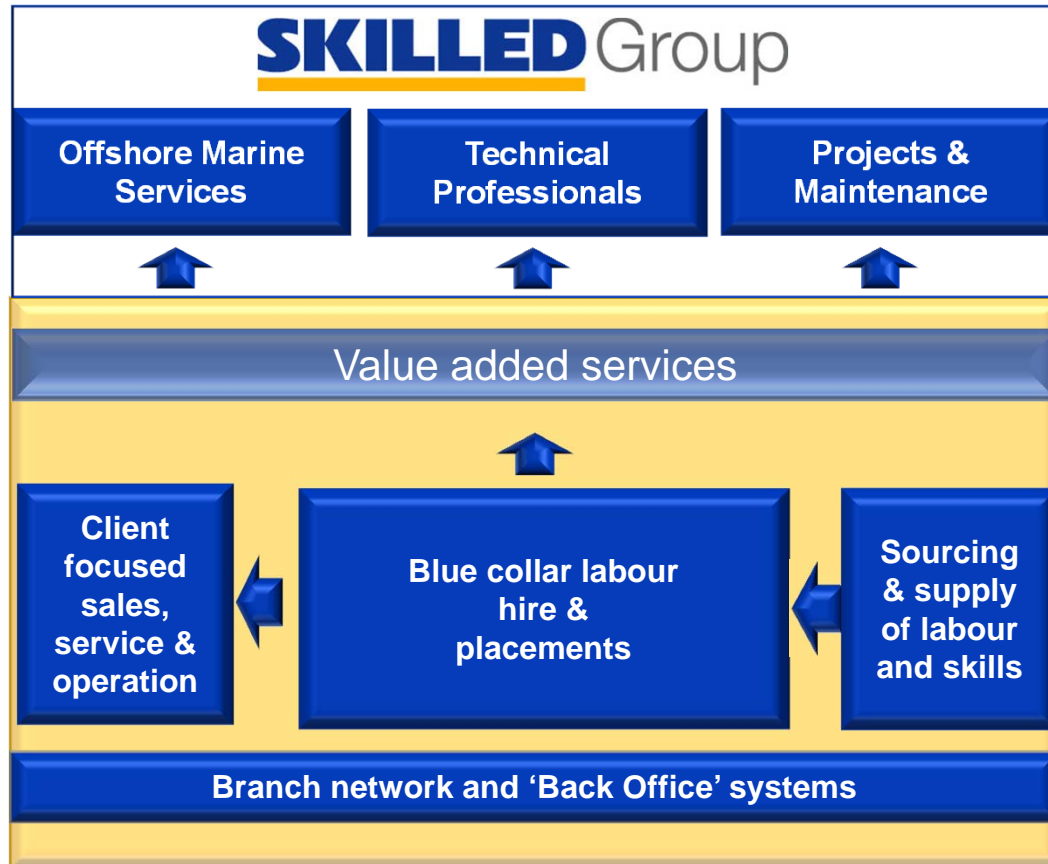 SKILLED Group
Offshore Marine
Services
Technical
Professionals
Projects &
Maintenance
Value added services
Client
focused
sales,
service &
operation
Blue collar labour
hire &
placements
Sourcing
& supply
of labour
and skills
Branch network and ‘Back Office’ systems